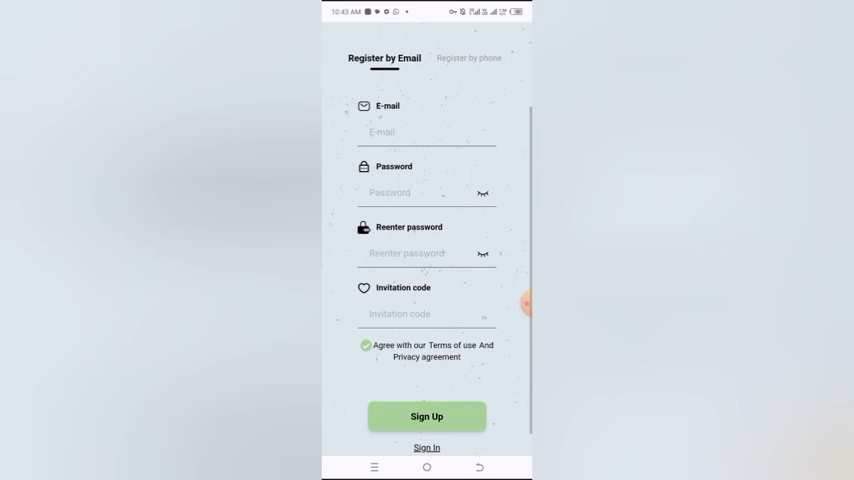 10:43 AM
Register by Email Register by phone
E-mail
E-mail
Password
Password
Reenter password
Reenter password
Invitation code
Invitation code
Agree with our Terms of use And
Privacy agreement
Sign Up
Sign In